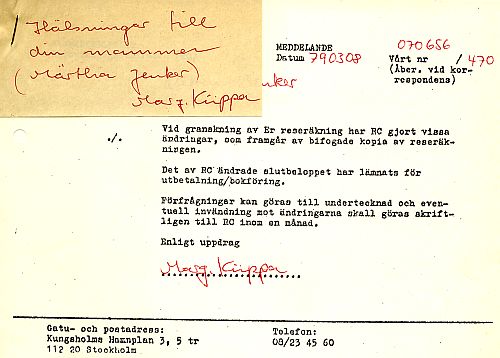 Hälsningar till
din mammer
(Märtha Jenker)
Marg. Küppa
MEDDELANDE
Datum 790308
070656
Vårt nr / 470
(Åber. vid kor-
respondens)
nker
./.
Vid granskning av Er reseräkning har RC gjort vissa
ändringar, som framgår av bifogade kopia av reseräk-
ningen.
Det av RC ändrade slutbeloppet har lämnats för
utbetalning/bokföring.
Förfrågningar kan göras till undertecknad och event-
tuell invändning mot ändringarna skall göras skrift-
ligen till RC inom en månad.
Enligt uppdrag
Marg. Küppa
Gatu- och postadress:
Kungsholms Hamnplan 3, 5 tr
112 20 Stockholm
Telefon:
08/23 45 60